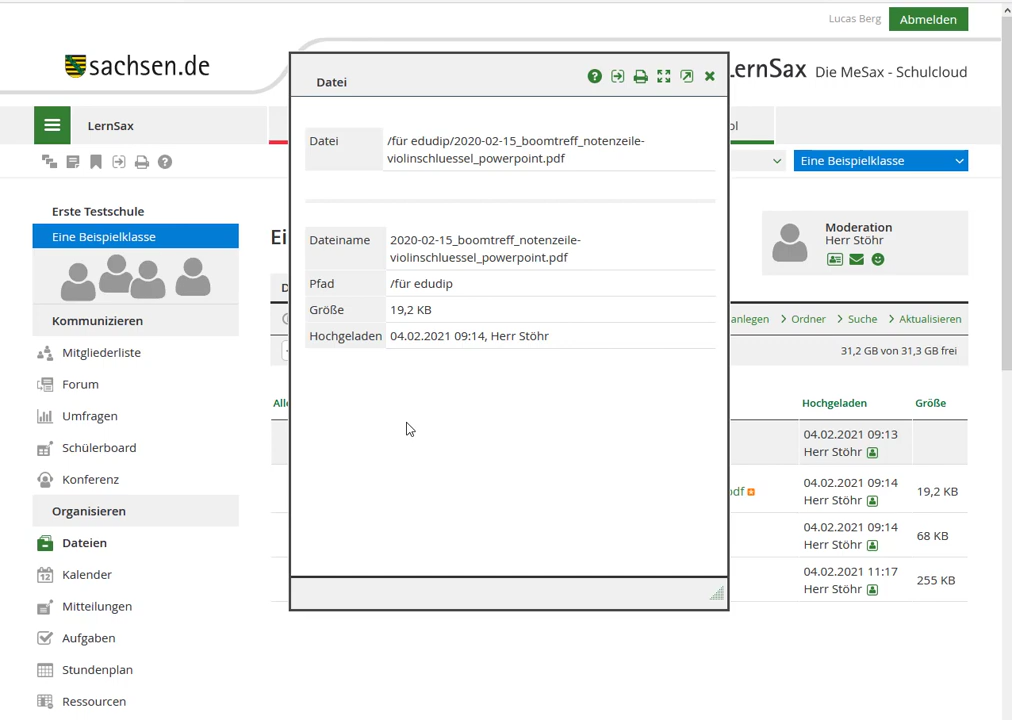 Lucas Berg
Abmelden
sachsen.de
Datei
Die MeSax - Schulcloud
LernSax
Eine Beispielklasse
Erste Testschule
Eine Beispielklasse
Kommunizieren
Mitgliederliste
Forum
Umfragen
Schülerboard
Konferenz
Organisieren
Dateien
12
Kalender
Mitteilungen
Aufgaben
Stundenplan
Ressourcen
Datei
/für edudip/2020-02-15_boomtreff_notenzeile-
violinschluessel_powerpoint.pdf
Dateiname
2020-02-15_boomtreff_notenzeile-
violinschluessel_powerpoint.pdf
Pfad
/für edudip
Größe
19,2 KB
Hochgeladen
04.02.2021 09:14, Herr Stöhr
Moderation
Herr Stöhr
anlegen
Ordner
Suche
Aktualisieren
31,2 GB von 31,3 GB frei
Hochgeladen
Größe
04.02.2021 09:13
Herr Stöhr
04.02.2021 09:14
Herr Stöhr
19,2 KB
04.02.2021 09:14
Herr Stöhr
68 KB
04.02.2021 11:17
Herr Stöhr
255 KB